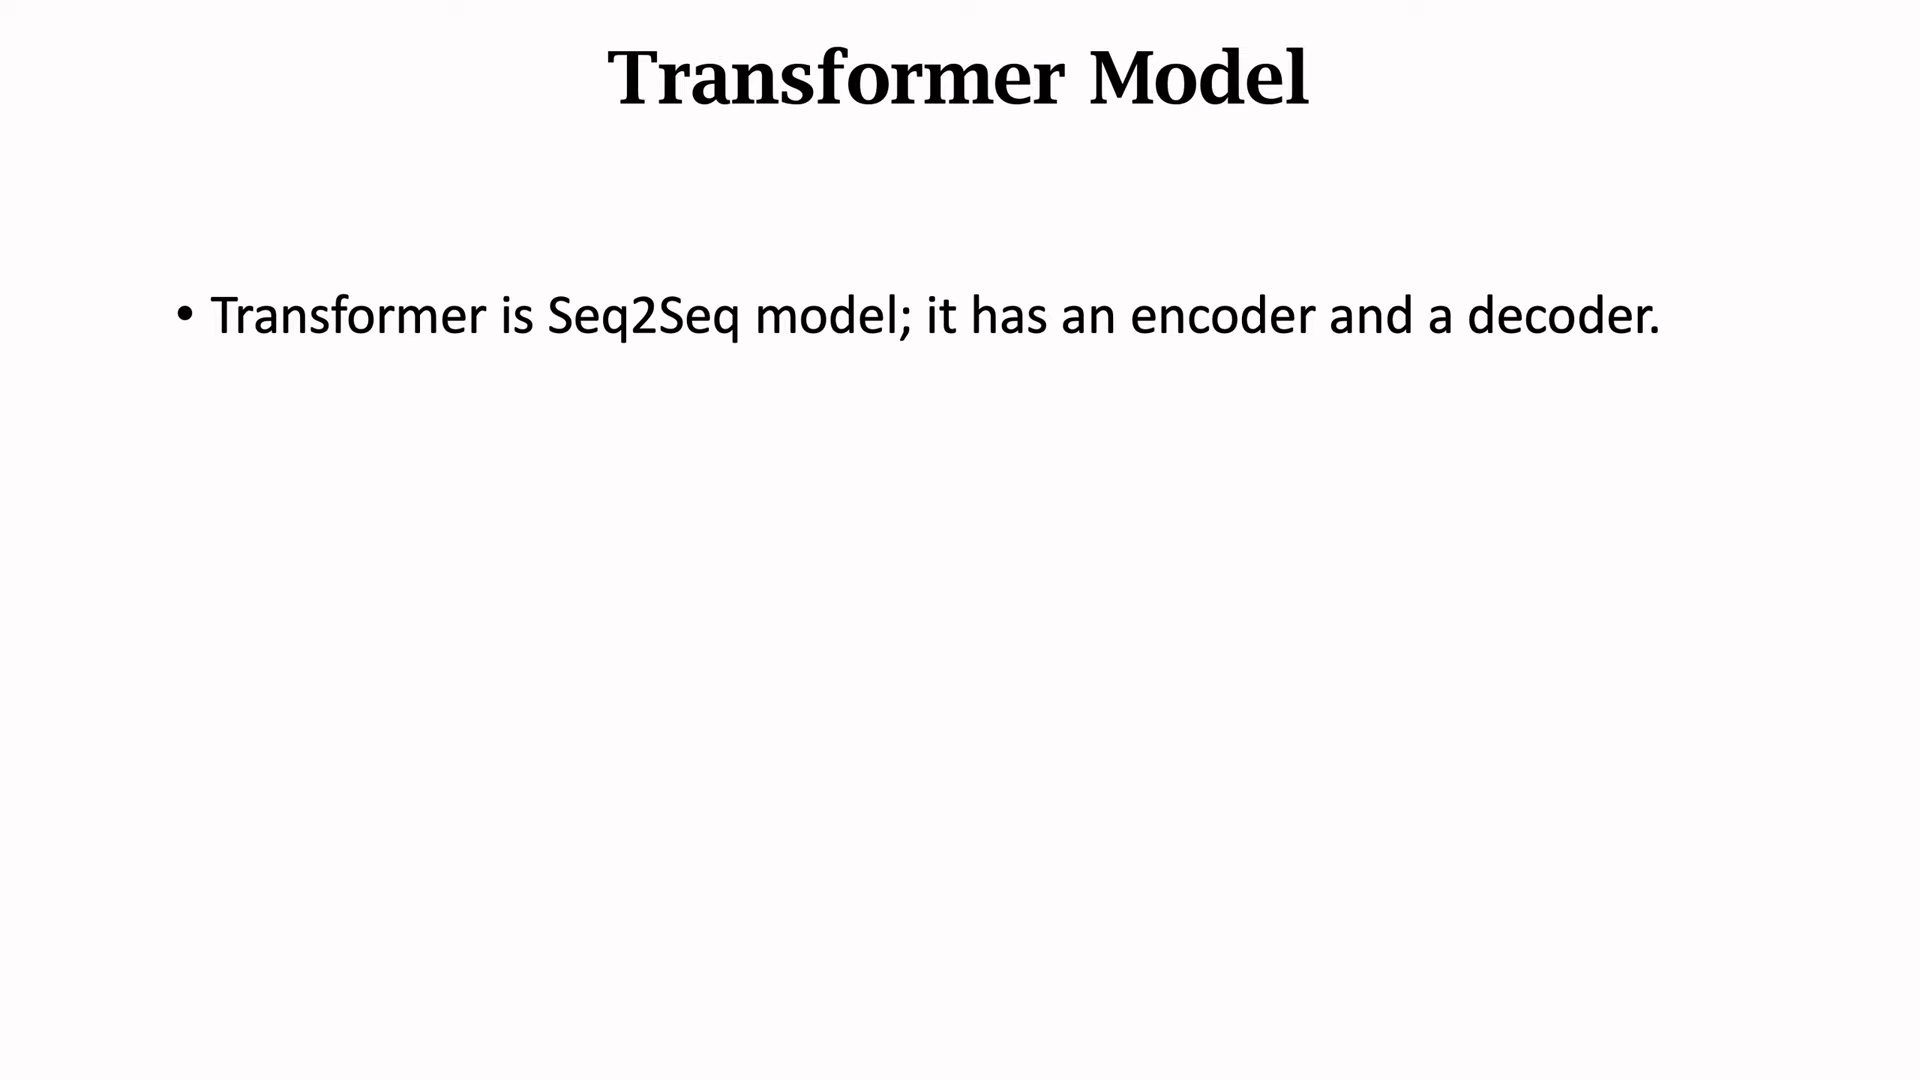 Transformer Model
• Transformer is Seq2Seq model; it has an encoder and a decoder.